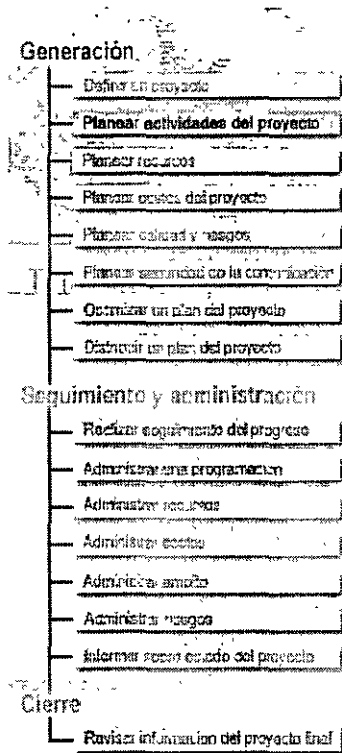 Generación
Definir un proyecto
Planear actividades del proyecto
Planear recursos
Planear costos del proyecto
Planear calidad y riesgos
Planear seguridad de la comunicación
Optimizar un plan del proyecto
Distribuir un plan del proyecto
Seguimiento y administración
Realizar seguimiento del progreso
Administrar una programación
Administrar recursos
Administrar costos
Administrar ámbito
Administrar riesgos
Informar sobre estado del proyecto
Cierre
Revisar información del proyecto final